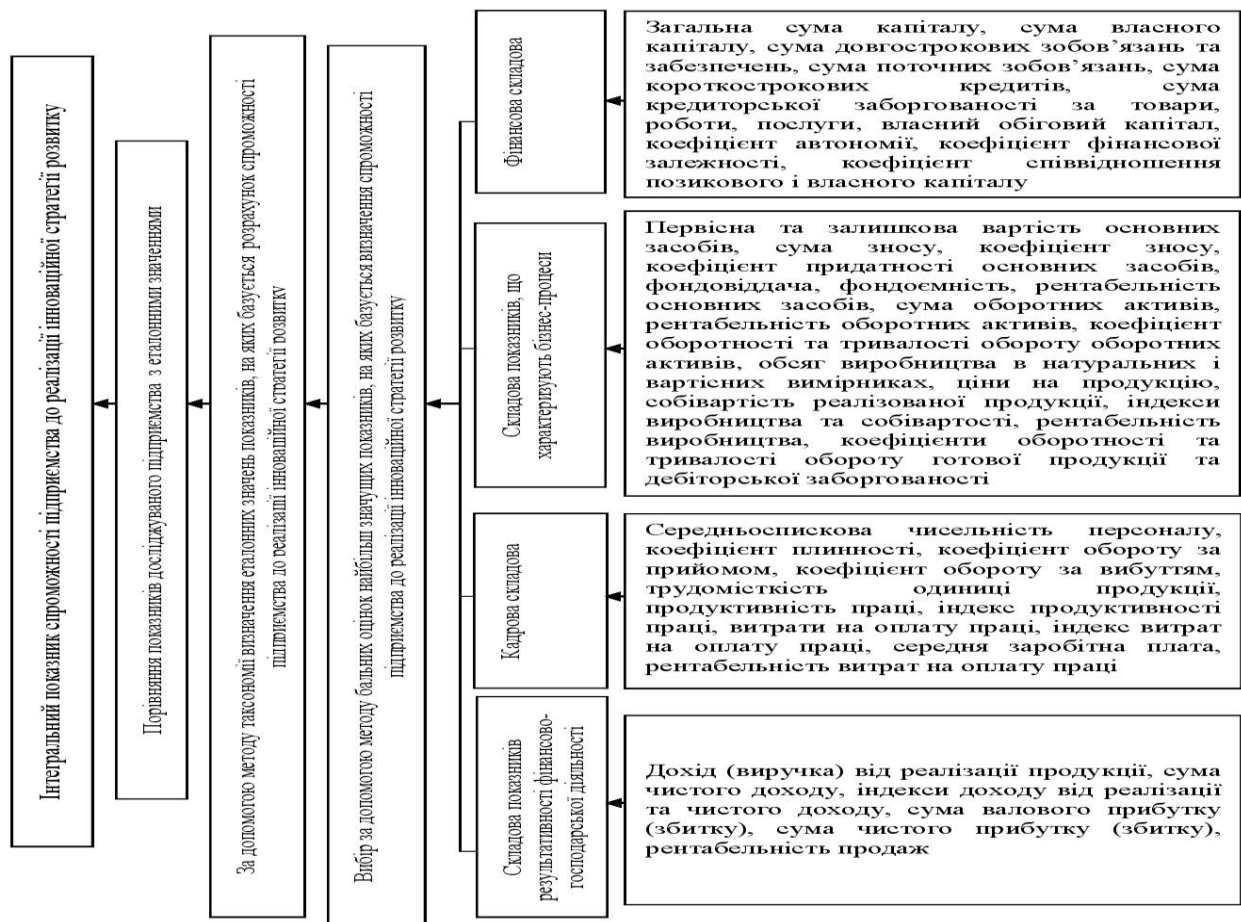 Інтегральний показник спроможності підприємства до реалізації інноваційної стратегії розвитку
Порівняння показників досліджуваного підприємства з еталонними значеннями
За допомогою методу таксономії визначення еталонних значень показників, на яких базується розрахунок спроможності
підприємства до реалізації інноваційної стратегії розвитку
Вибір за допомогою методу бальних оцінок найбільш значущих показників, на яких базується визначення спроможності
підприємства до реалізації інноваційної стратегії розвитку
Фінансова складова
Загальна сума капіталу, сума власного
капіталу, сума довгострокових зобов’язань та
забезпечень, сума поточних зобов’язань, сума
короткострокових кредитів, сума
кредиторської заборгованості за товари,
роботи, послуги, власний обіговий капітал,
коефіцієнт автономії, коефіцієнт фінансової
залежності, коефіцієнт співвідношення
позикового і власного капіталу
Складова показників, що
характеризують бізнес-процеси
Первісна та залишкова вартість основних
засобів, сума зносу, коефіцієнт зносу,
коефіцієнт придатності основних засобів,
фондовіддача, фондоємність, рентабельність
основних засобів, сума оборотних активів,
рентабельність оборотних активів, коефіцієнт
оборотності та тривалості обороту оборотних
активів, обсяг виробництва в натуральних і
вартісних вимірниках, ціни на продукцію,
собівартість реалізованої продукції, індекси
виробництва та собівартості, рентабельність
виробництва, коефіцієнти оборотності та
тривалості обороту готової продукції та
дебіторської заборгованості
Кадрова складова
Середньоспискова чисельність персоналу,
коефіцієнт плинності, коефіцієнт обороту за
прийомом, коефіцієнт обороту за вибуттям,
трудомісткість одиниці продукції,
продуктивність праці, індекс продуктивності
праці, витрати на оплату праці, індекс витрат
на оплату праці, середня заробітна плата,
рентабельність витрат на оплату праці
Складова показників
результативності фінансово-
господарської діяльності
Дохід (виручка) від реалізації продукції, сума
чистого доходу, індекси доходу від реалізації
та чистого доходу, сума валового прибутку
(збитку), сума чистого прибутку (збитку),
рентабельність продаж